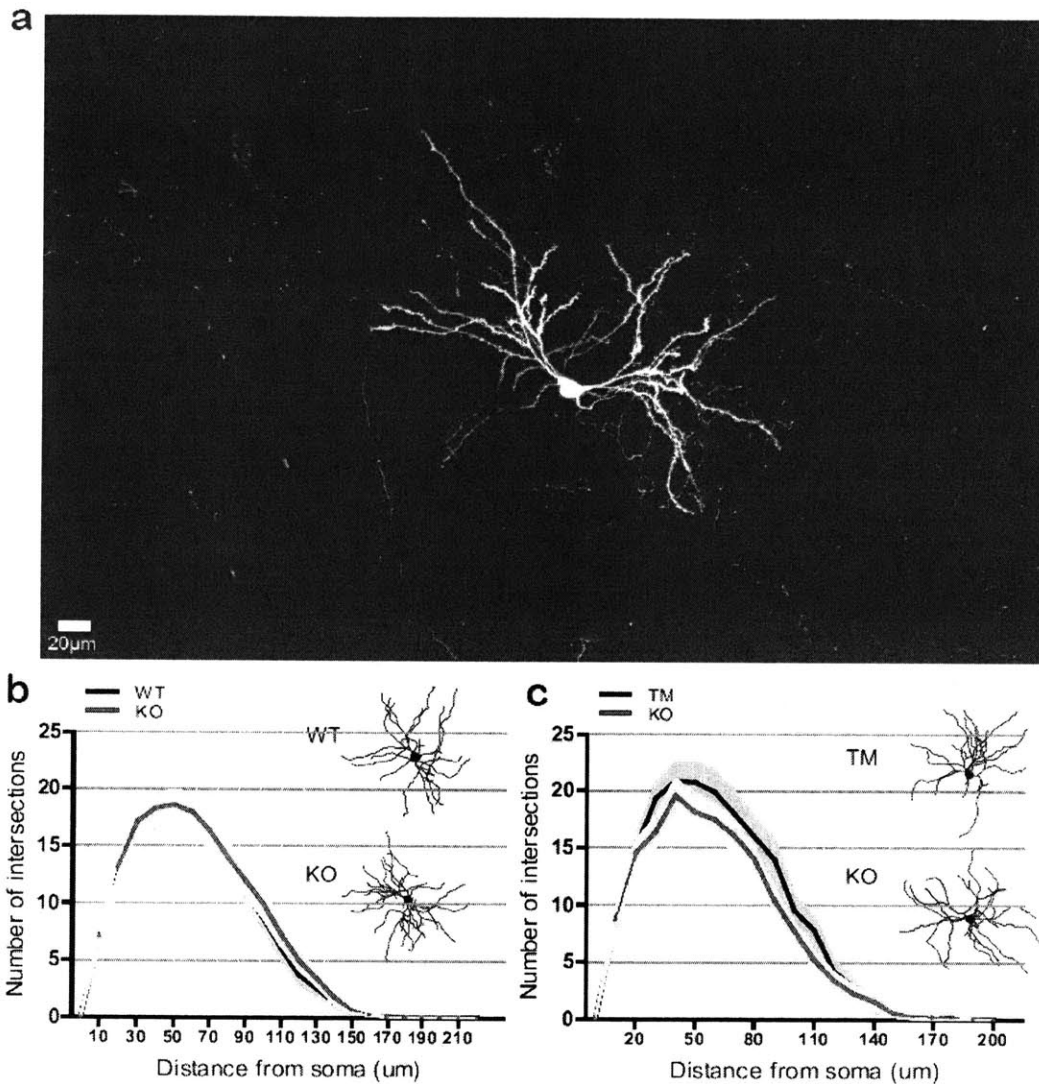 a
20µm
b
WT
KO
25
20
15
10
5
0
Number of intersections
WT
KO
10 30 50 70 90 110 130 150 170 190 210
Distance from soma (um)
c
TM
KO
25
20
15
10
5
0
Number of intersections
TM
KO
20 50 80 110 140 170 200
Distance from soma (um)